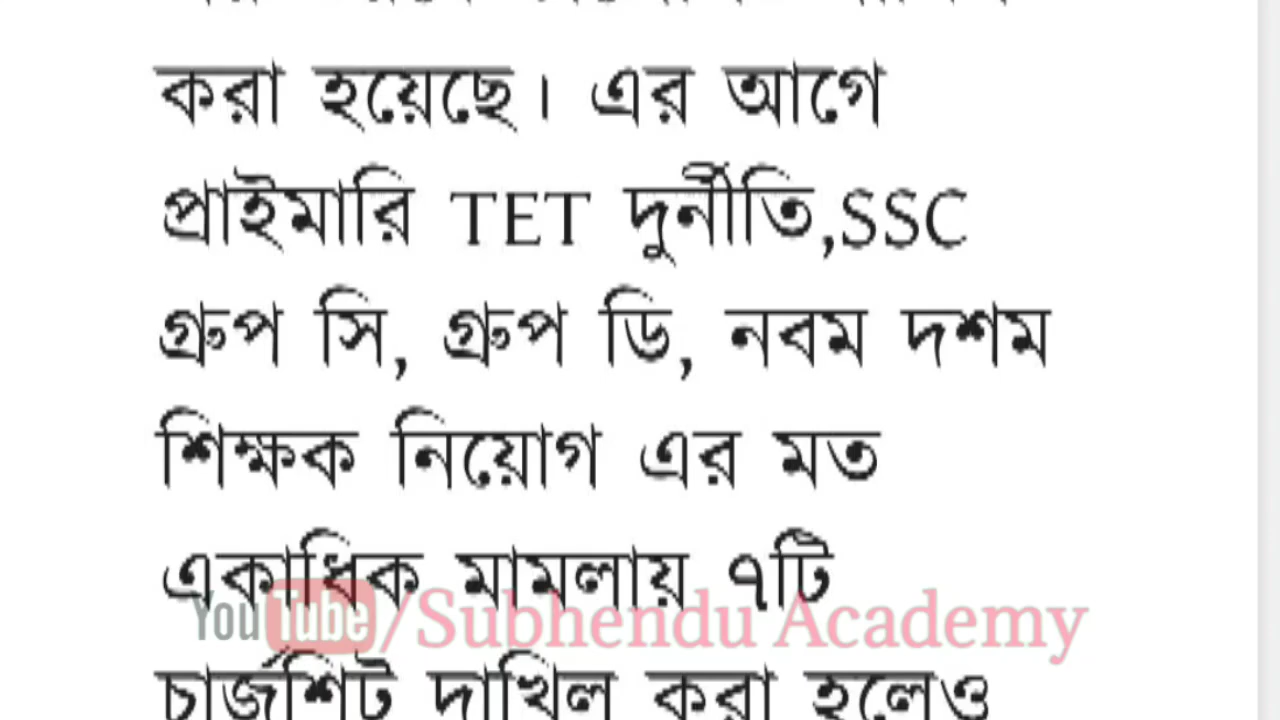 করা হয়েছে। এর আগে
প্রাইমারি TET দুর্নীতি,SSC
গ্রুপ সি, গ্রুপ ডি, নবম দশম
শিক্ষক নিয়োগ এর মত
একাধিক মামলায় ৭টি
YouTube/Subhendu Academy
চার্জশিট দাখিল করা হলেও